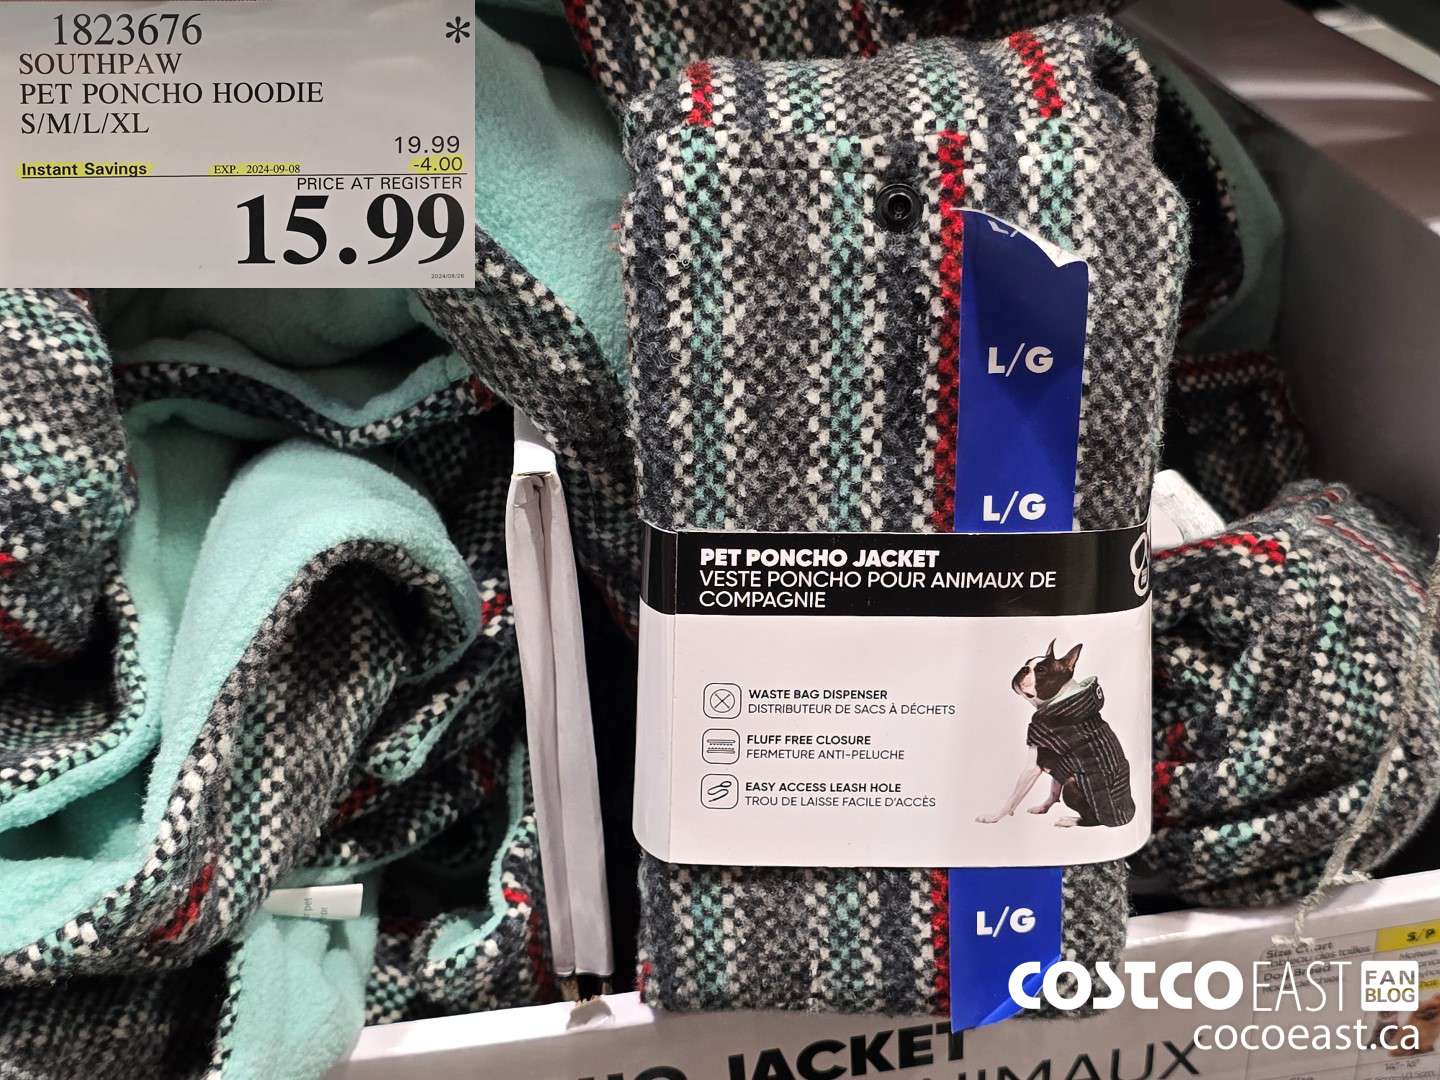 1823676 *
SOUTHPAW
PET PONCHO HOODIE
S/M/L/XL
19.99
Instant Savings EXP. 2024-09-08 -4.00
PRICE AT REGISTER
15.99
2024/08/26
L/G
L/G
PET PONCHO JACKET
VESTE PONCHO POUR ANIMAUX DE
COMPAGNIE
WASTE BAG DISPENSER
DISTRIBUTEUR DE SACS À DÉCHETS
FLUFF FREE CLOSURE
FERMETURE ANTI-PELUCHE
EASY ACCESS LEASH HOLE
TROU DE LAISSE FACILE D'ACCÈS
L/G
Size Chart
S/P
JACKET
COSTCO EAST FAN BLOG
cocoeast.ca